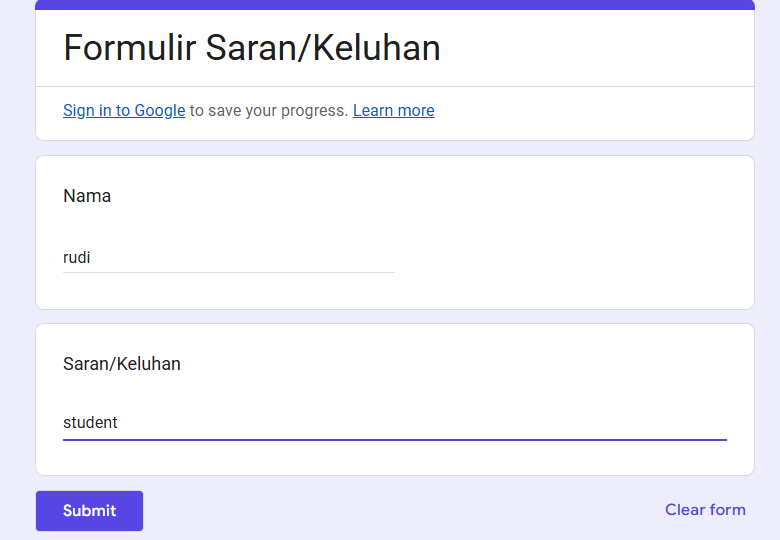 Formulir Saran/Keluhan
Sign in to Google to save your progress. Learn more
Nama
rudi
Saran/Keluhan
student
Submit
Clear form